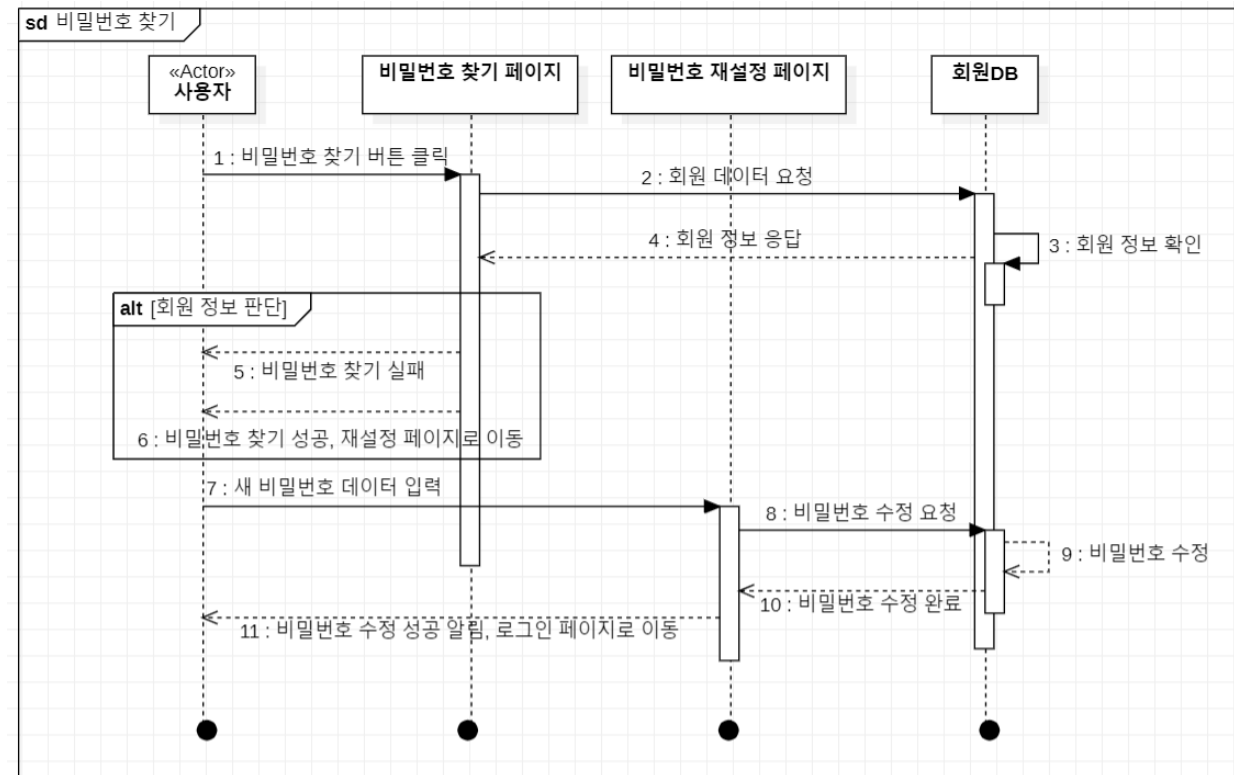 sd 비밀번호 찾기
«Actor»
사용자
비밀번호 찾기 페이지
비밀번호 재설정 페이지
회원DB
1 : 비밀번호 찾기 버튼 클릭
2 : 회원 데이터 요청
3 : 회원 정보 확인
4 : 회원 정보 응답
alt [회원 정보 판단]
5 : 비밀번호 찾기 실패
6 : 비밀번호 찾기 성공, 재설정 페이지로 이동
7 : 새 비밀번호 데이터 입력
8 : 비밀번호 수정 요청
9 : 비밀번호 수정
10 : 비밀번호 수정 완료
11 : 비밀번호 수정 성공 알림, 로그인 페이지로 이동